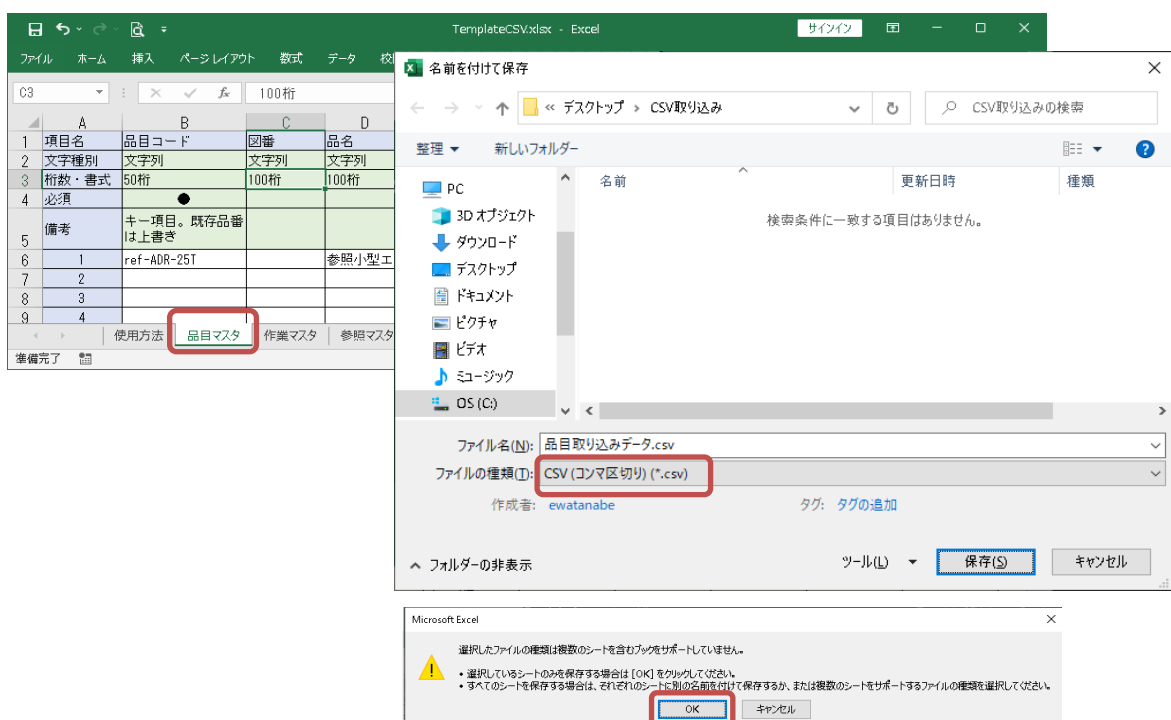 TemplateCSV.xlsx - Excel
サインイン
ファイル ホーム 挿入 ページ レイアウト 数式 データ
C3 fx 100桁
A B C D
1 項目名 品目コード 図番 品名
2 文字種別 文字列 文字列 文字列
3 桁数・書式 50桁 100桁 100桁
4 必須 ●
5 備考 キー項目。既存品番
は上書き
6 1 ref-ADR-25T 参照小型エ
7 2
8 3
9 4
使用方法 品目マスタ 作業マスタ 参照マスタ
準備完了
名前を付けて保存
« デスクトップ › CSV取り込み
CSV取り込みの検索
整理 新しいフォルダー
名前 更新日時 種類
検索条件に一致する項目はありません。
PC
3D オブジェクト
ダウンロード
デスクトップ
ドキュメント
ピクチャ
ビデオ
ミュージック
OS (C:)
ファイル名(N): 品目取り込みデータ.csv
ファイルの種類(T): CSV (コンマ区切り) (*.csv)
作成者: ewatanabe タグ: タグの追加
フォルダーの非表示 ツール(L) 保存(S) キャンセル
Microsoft Excel
選択したファイルの種類は複数のシートを含むブックをサポートしていません。
• 選択しているシートのみを保存する場合は [OK] をクリックしてください。
• すべてのシートを保存する場合は、それぞれのシートに別の名前を付けて保存するか、または複数のシートをサポートするファイルの種類を選択してください。
OK キャンセル